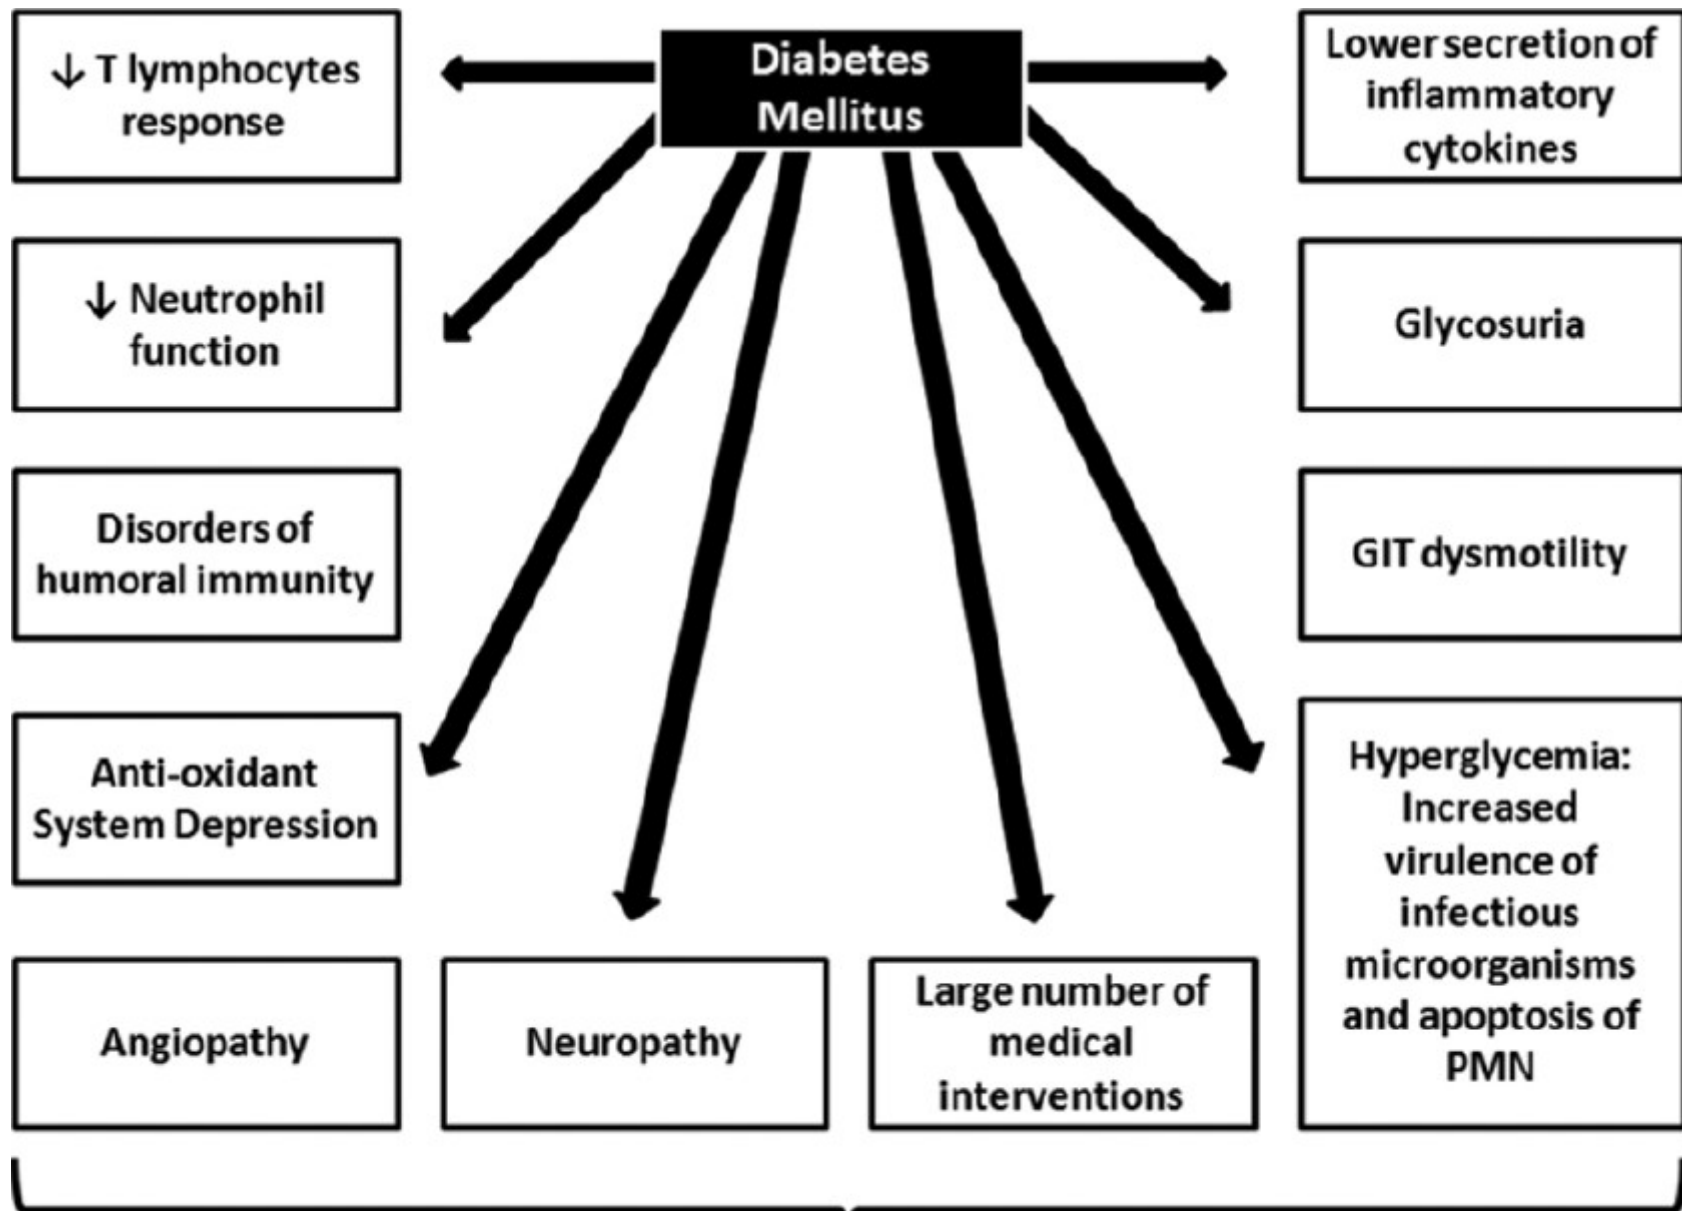 Diabetes
Mellitus
↓ T lymphocytes
response
↓ Neutrophil
function
Disorders of
humoral immunity
Anti-oxidant
System Depression
Angiopathy
Neuropathy
Large number of
medical
interventions
Lower secretion of
inflammatory
cytokines
Glycosuria
GIT dysmotility
Hyperglycemia:
Increased
virulence of
infectious
microorganisms
and apoptosis of
PMN